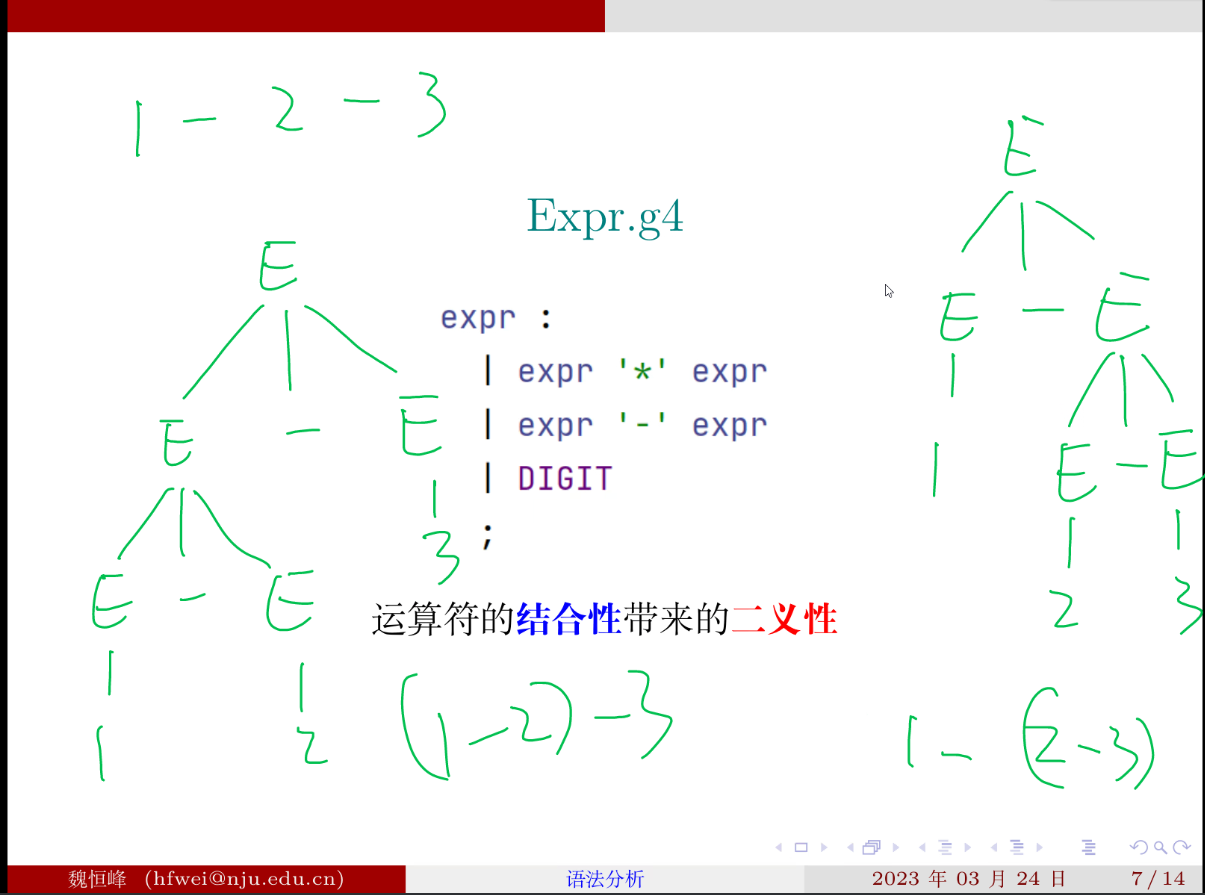 1 - 2 - 3
Expr.g4
expr :
| expr '*' expr
| expr '-' expr
| DIGIT
;
运算符的结合性带来的二义性
E
E - E
E - E 3
1 2
(1-2)-3
E
E - E
1 E - E
2 3
1-(2-3)
魏恒峰 (hfwei@nju.edu.cn) 语法分析 2023 年 03 月 24 日 7 / 14